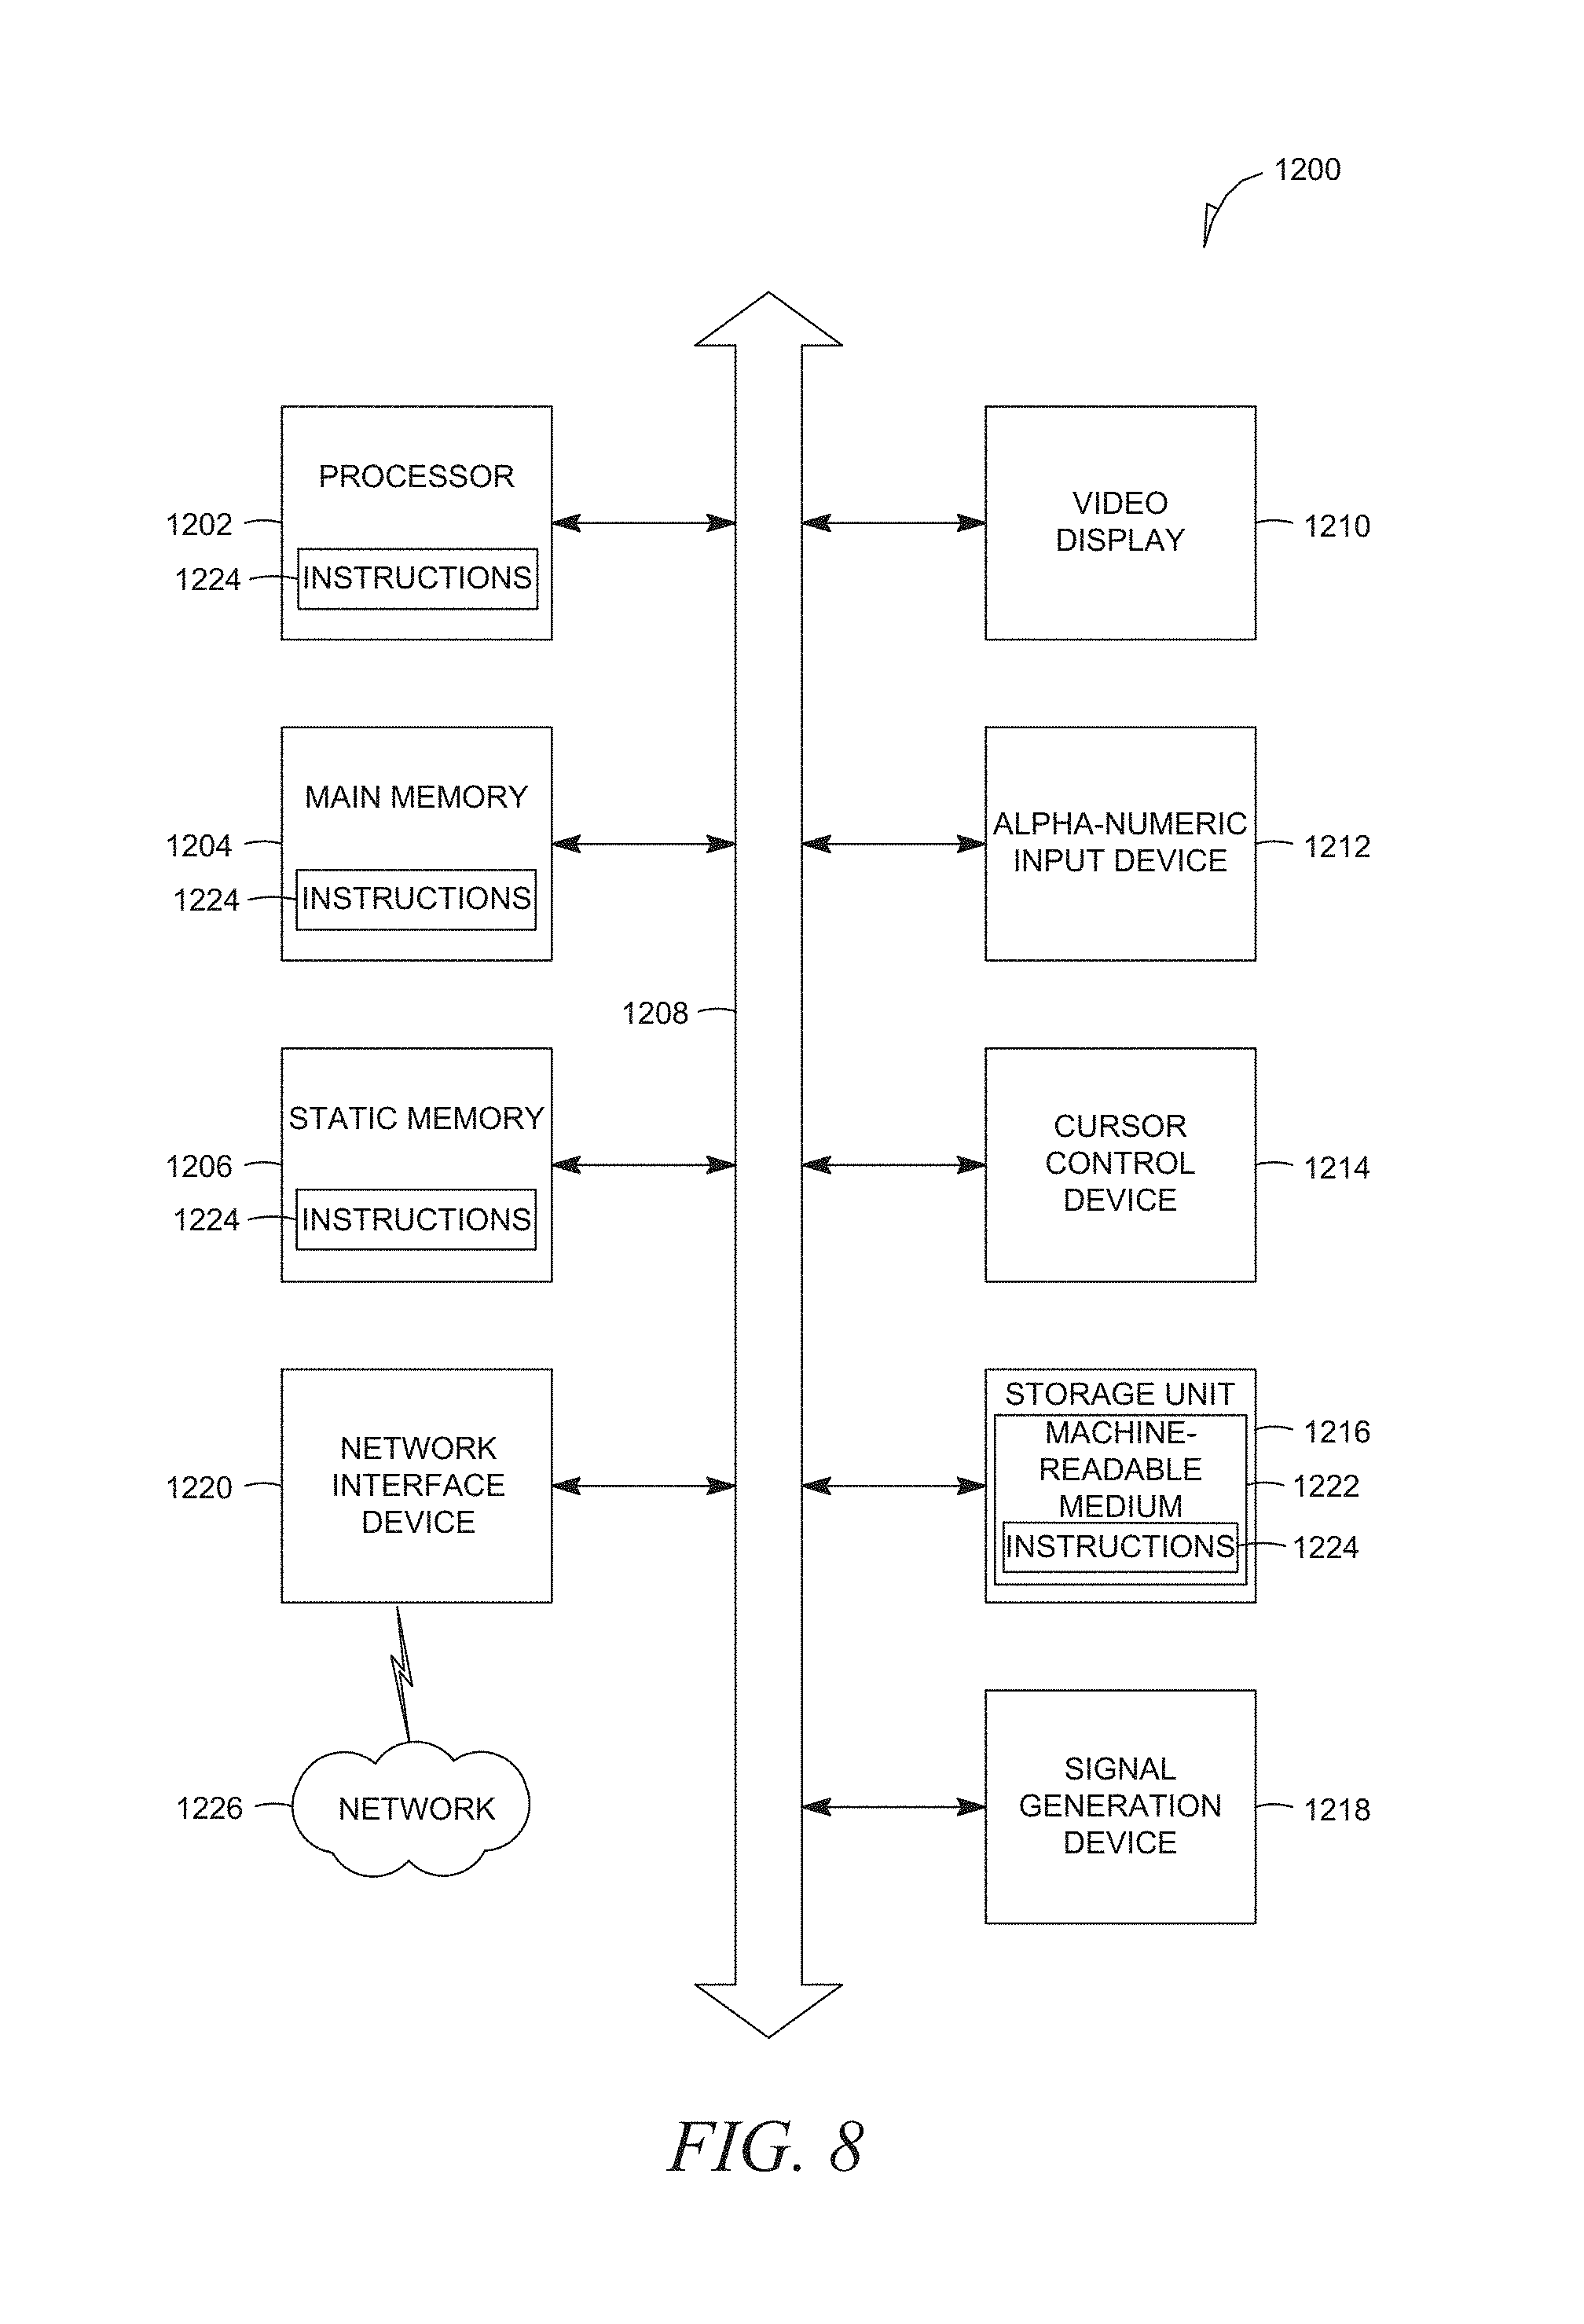 1200
PROCESSOR
1202
1224
INSTRUCTIONS
VIDEO
DISPLAY
1210
MAIN MEMORY
1204
1224
INSTRUCTIONS
ALPHA-NUMERIC
INPUT DEVICE
1212
1208
STATIC MEMORY
1206
1224
INSTRUCTIONS
CURSOR
CONTROL
DEVICE
1214
NETWORK
INTERFACE
DEVICE
1220
STORAGE UNIT
1216
MACHINE-
READABLE
MEDIUM
1222
INSTRUCTIONS
1224
1226
NETWORK
SIGNAL
GENERATION
DEVICE
1218
FIG. 8